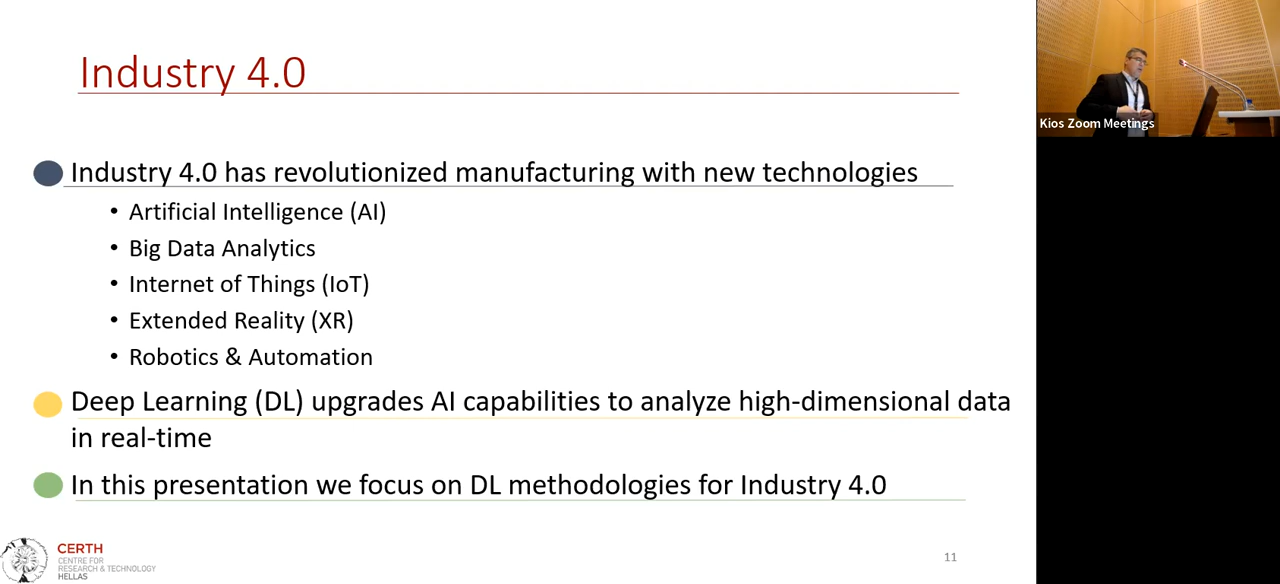 Industry 4.0
Industry 4.0 has revolutionized manufacturing with new technologies
• Artificial Intelligence (AI)
• Big Data Analytics
• Internet of Things (IoT)
• Extended Reality (XR)
• Robotics & Automation
Deep Learning (DL) upgrades AI capabilities to analyze high-dimensional data
in real-time
In this presentation we focus on DL methodologies for Industry 4.0
CERTH
CENTRE FOR
RESEARCH & TECHNOLOGY
HELLAS
11
Kios Zoom Meetings